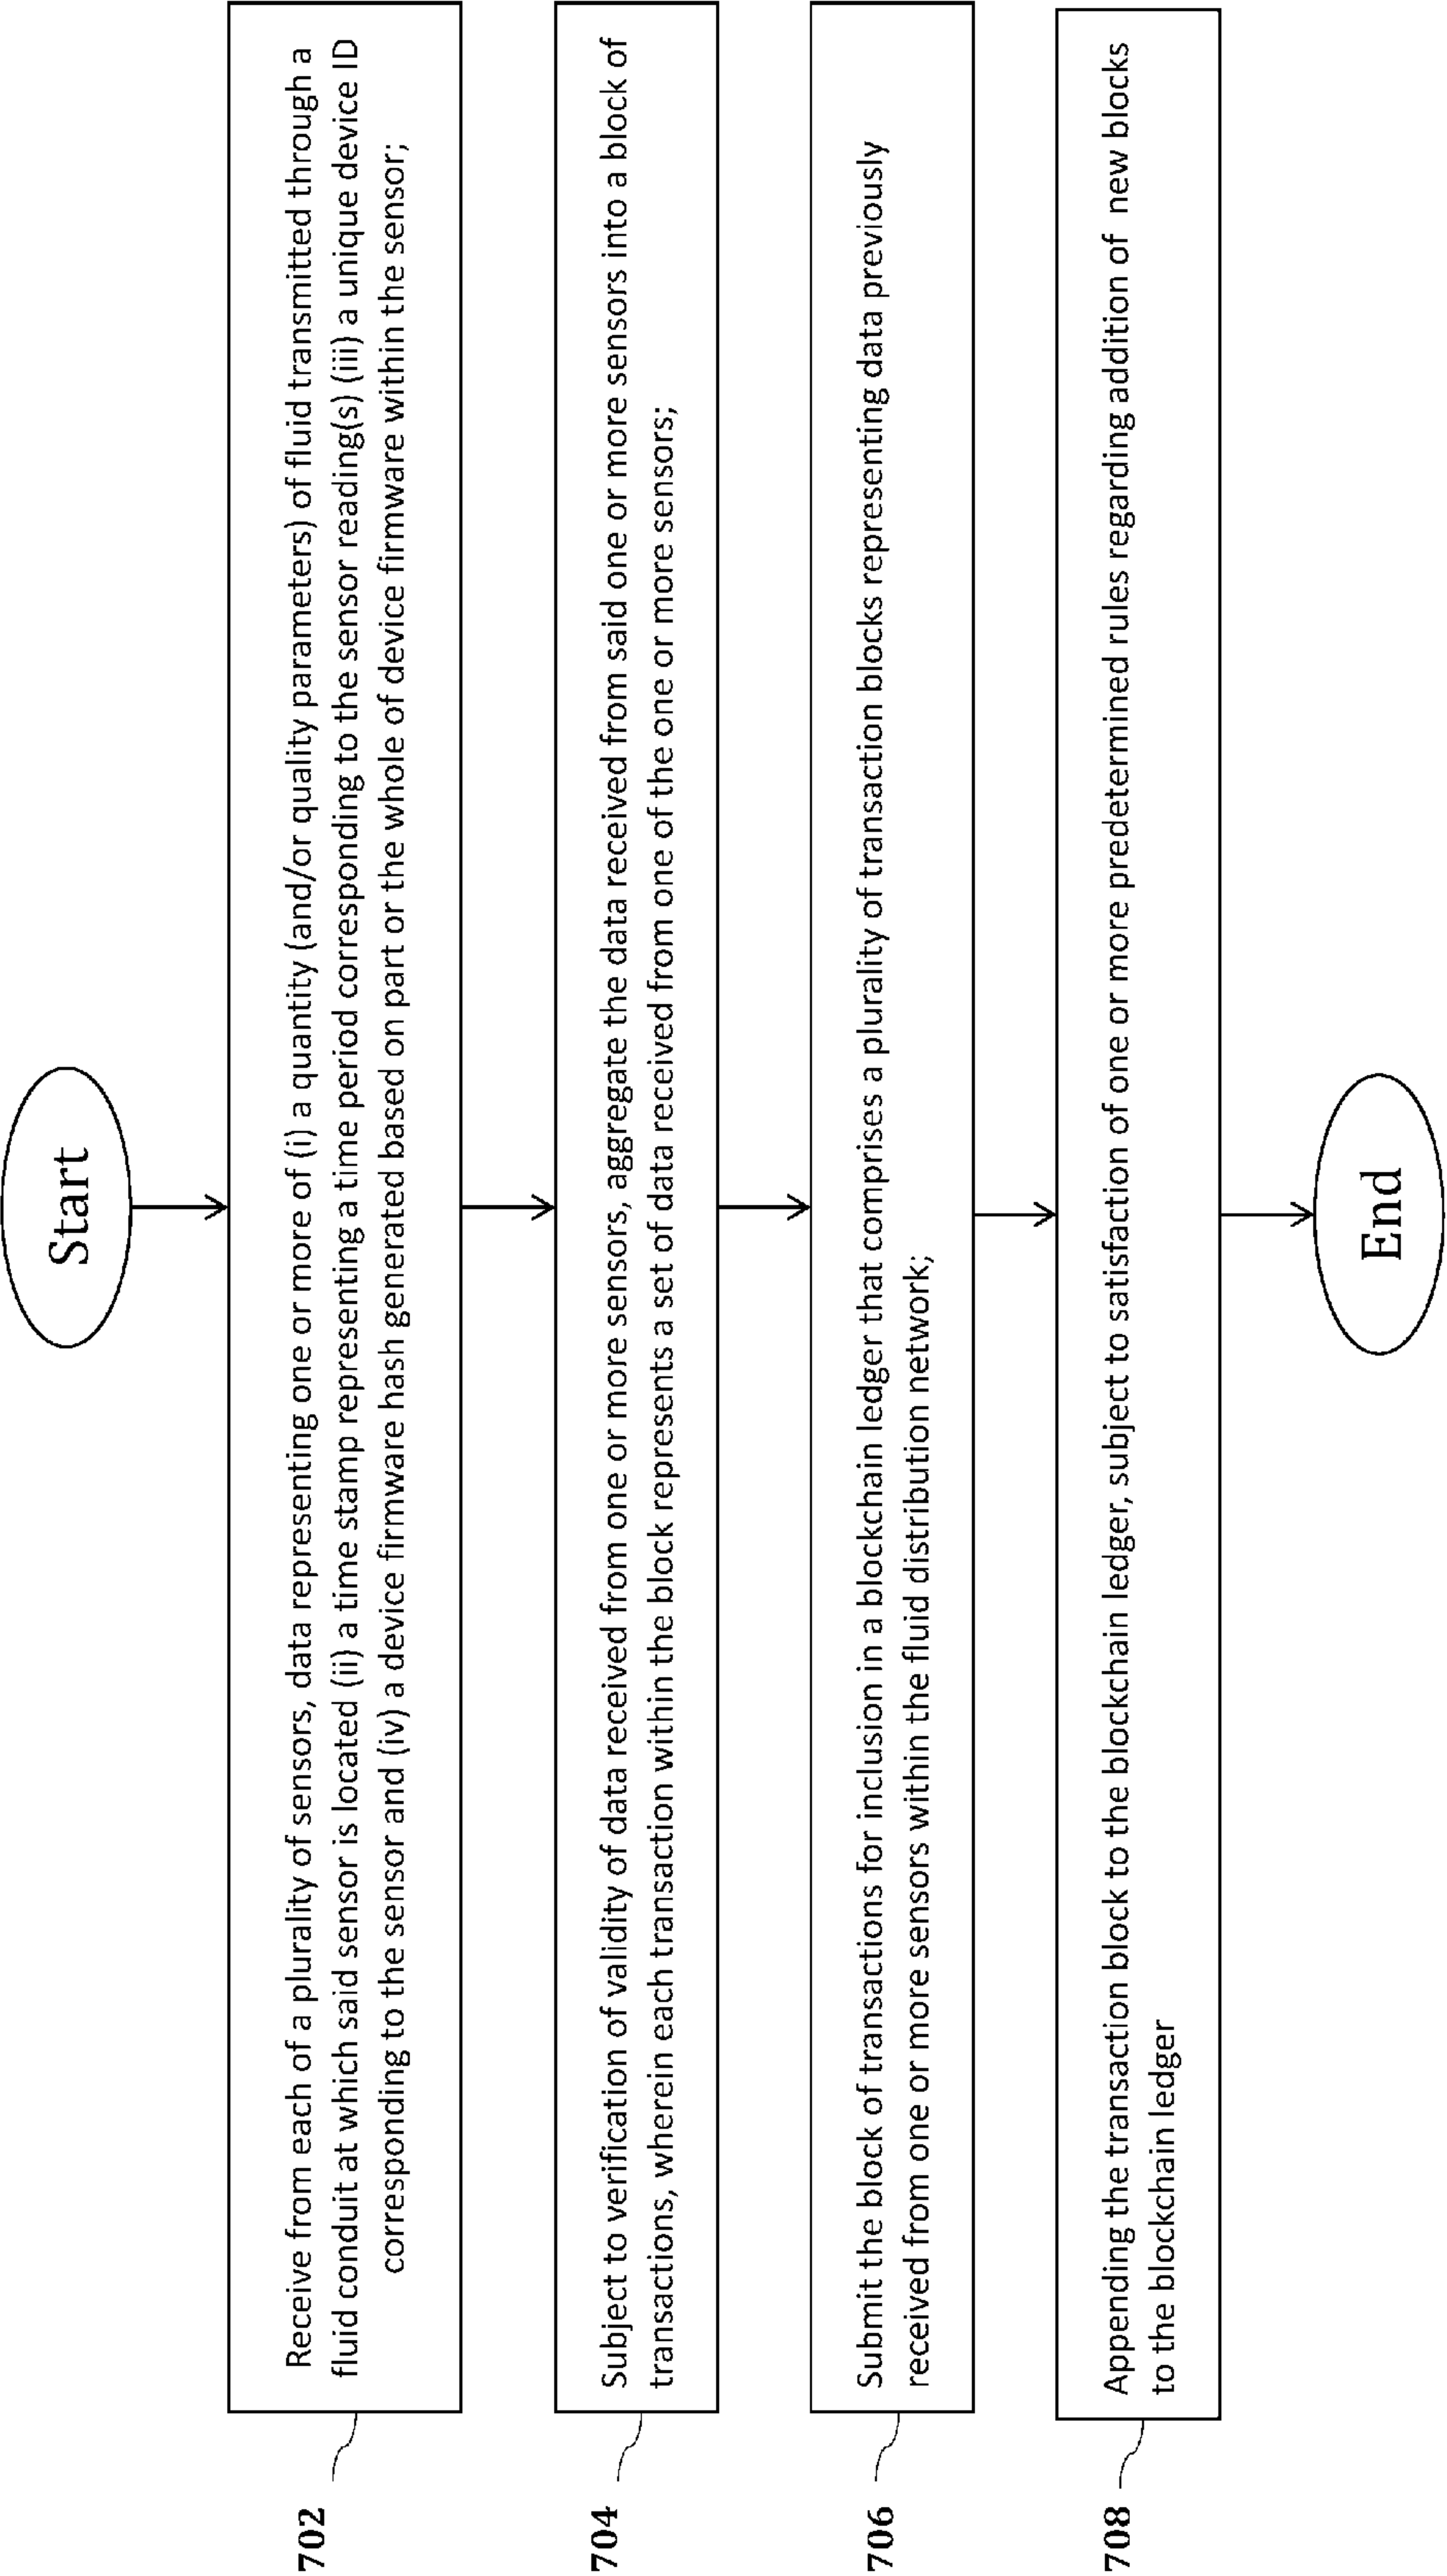 Start
702
Receive from each of a plurality of sensors, data representing one or more of (i) a quantity (and/or quality parameters) of fluid transmitted through a
fluid conduit at which said sensor is located (ii) a time stamp representing a time period corresponding to the sensor reading(s) (iii) a unique device ID
corresponding to the sensor and (iv) a device firmware hash generated based on part or the whole of device firmware within the sensor;
704
Subject to verification of validity of data received from one or more sensors, aggregate the data received from said one or more sensors into a block of
transactions, wherein each transaction within the block represents a set of data received from one of the one or more sensors;
706
Submit the block of transactions for inclusion in a blockchain ledger that comprises a plurality of transaction blocks representing data previously
received from one or more sensors within the fluid distribution network;
708
Appending the transaction block to the blockchain ledger, subject to satisfaction of one or more predetermined rules regarding addition of new blocks
to the blockchain ledger
End